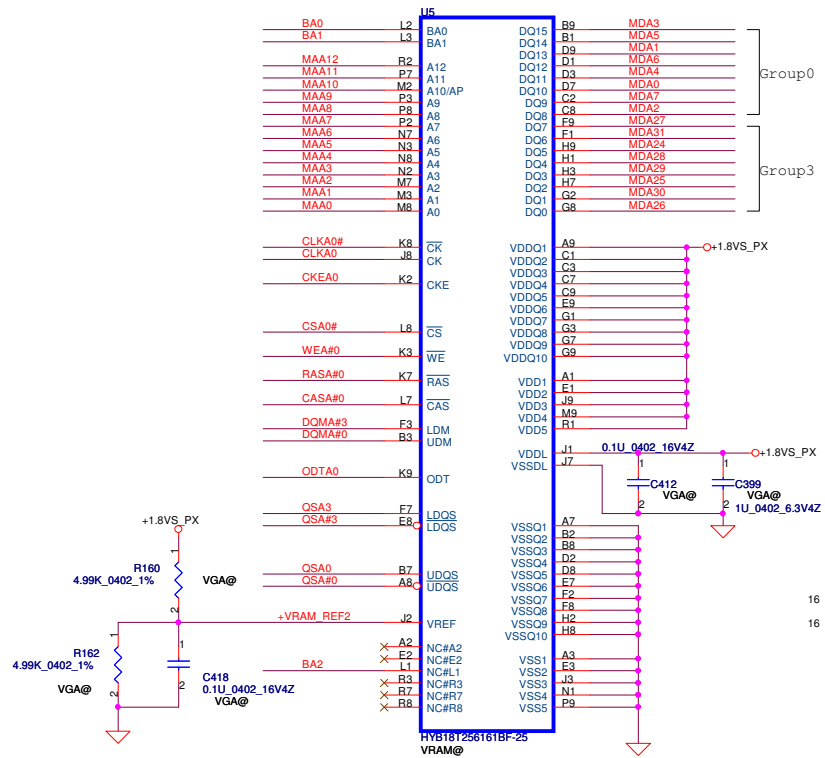 U5
BA0 L2 BA0 DQ15 B9 MDA3
BA1 L3 BA1 DQ14 B1 MDA5
DQ13 D9 MDA1
MAA12 R2 A12 DQ12 D1 MDA6
MAA11 P7 A11 DQ11 D3 MDA4
MAA10 M2 A10/AP DQ10 D7 MDA0
MAA9 P3 A9 DQ9 C2 MDA7
MAA8 P8 A8 DQ8 C8 MDA2
Group0
MAA7 P2 A7 DQ7 F9 MDA27
MAA6 N7 A6 DQ6 F1 MDA31
MAA5 N3 A5 DQ5 H9 MDA24
MAA4 N8 A4 DQ4 H1 MDA28
MAA3 N2 A3 DQ3 H3 MDA29
MAA2 M7 A2 DQ2 H7 MDA25
MAA1 M3 A1 DQ1 G2 MDA30
MAA0 M8 A0 DQ0 G8 MDA26
Group3
CLKA0# K8 CK VDDQ1 A9 +1.8VS_PX
CLKA0 J8 CK VDDQ2 C1
VDDQ3 C3
CKEA0 K2 CKE VDDQ4 C7
VDDQ5 C9
VDDQ6 E9
VDDQ7 G1
CSA0# L8 CS VDDQ8 G3
VDDQ9 G7
WEA#0 K3 WE VDDQ10 G9
RASA#0 K7 RAS VDD1 A1
VDD2 E1
CASA#0 L7 CAS VDD3 J9
VDD4 M9
DQMA#3 F3 LDM VDD5 R1
DQMA#0 B3 UDM
VDDL J1 0.1U_0402_16V4Z +1.8VS_PX
VSSDL J7
1 1
ODTA0 K9 ODT
C412 C399
VGA@ VGA@
2 2 1U_0402_6.3V4Z
QSA3 F7 LDQS VSSQ1 A7
QSA#3 E8 LDQS VSSQ2 B2
VSSQ3 B8
VSSQ4 D2
QSA0 B7 UDQS VSSQ5 D8
QSA#0 A8 UDQS VSSQ6 E7
VSSQ7 F2
VSSQ8 F8
+VRAM_REF2 J2 VREF VSSQ9 H2
VSSQ10 H8
A2 NC#A2
E2 NC#E2 VSS1 A3
BA2 L1 NC#L1 VSS2 E3
R3 NC#R3 VSS3 J3
R7 NC#R7 VSS4 N1
R8 NC#R8 VSS5 P9
HYB18T256161BF-25
VRAM@
+1.8VS_PX
1
R160
4.99K_0402_1% VGA@
2
1
R162
4.99K_0402_1%
VGA@
2
1
2
C418
0.1U_0402_16V4Z
VGA@
16
16